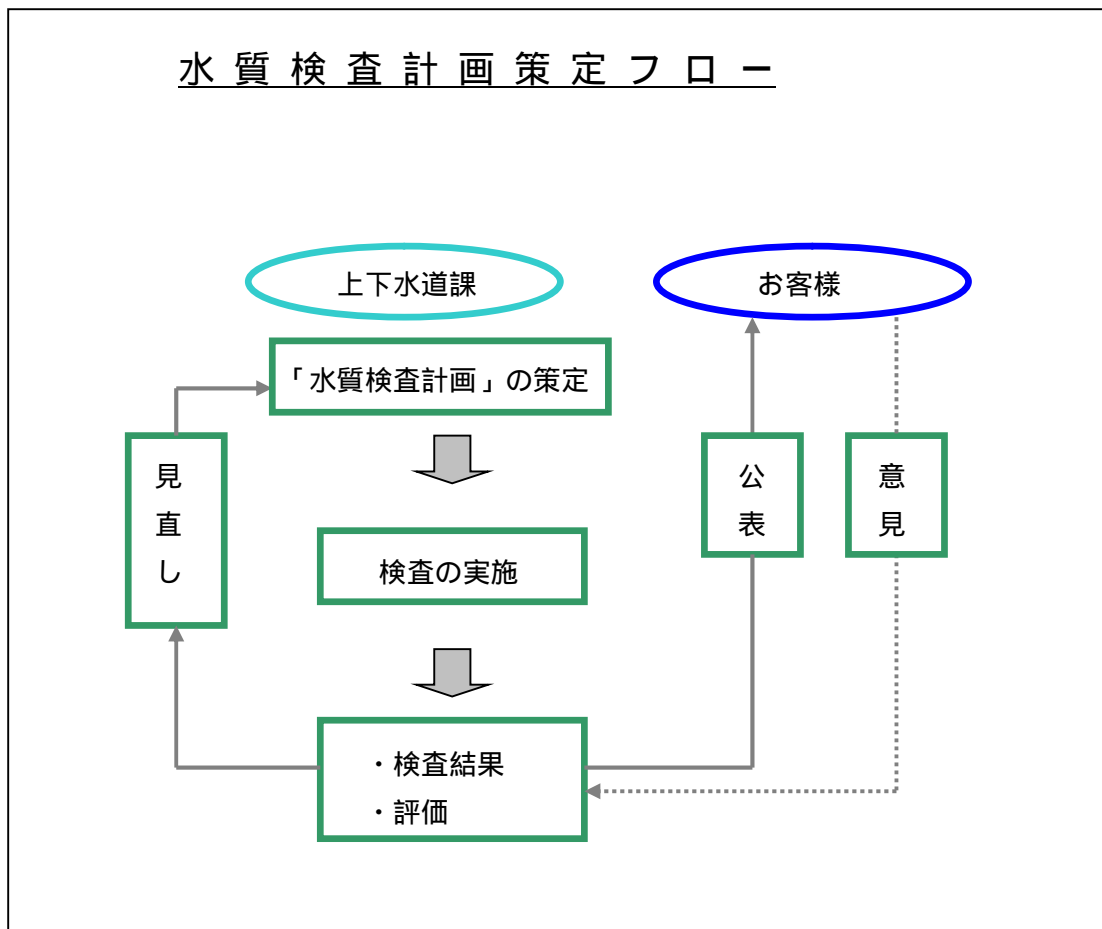 水質検査計画策定フロー
上下水道課
お客様
「水質検査計画」の策定
見直し
公表
意見
検査の実施
・検査結果
・評価